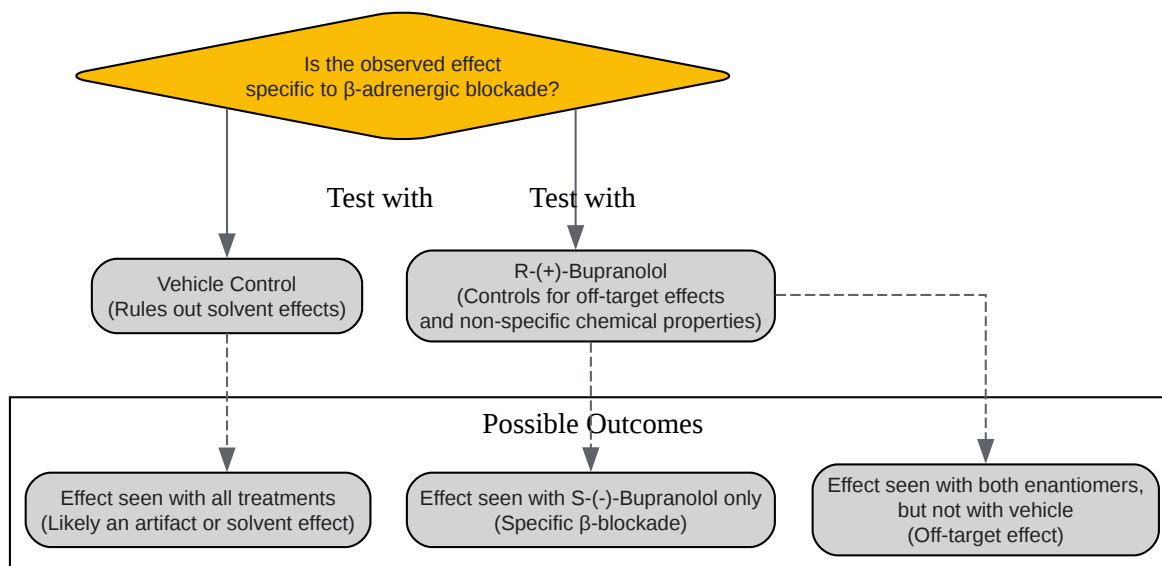 Is the observed effect
specific to β-adrenergic blockade?
Test with
Test with
Vehicle Control
(Rules out solvent effects)
R-(+)-Bupranolol
(Controls for off-target effects
and non-specific chemical properties)
Possible Outcomes
Effect seen with all treatments
(Likely an artifact or solvent effect)
Effect seen with S-(-)-Bupranolol only
(Specific β-blockade)
Effect seen with both enantiomers,
but not with vehicle
(Off-target effect)